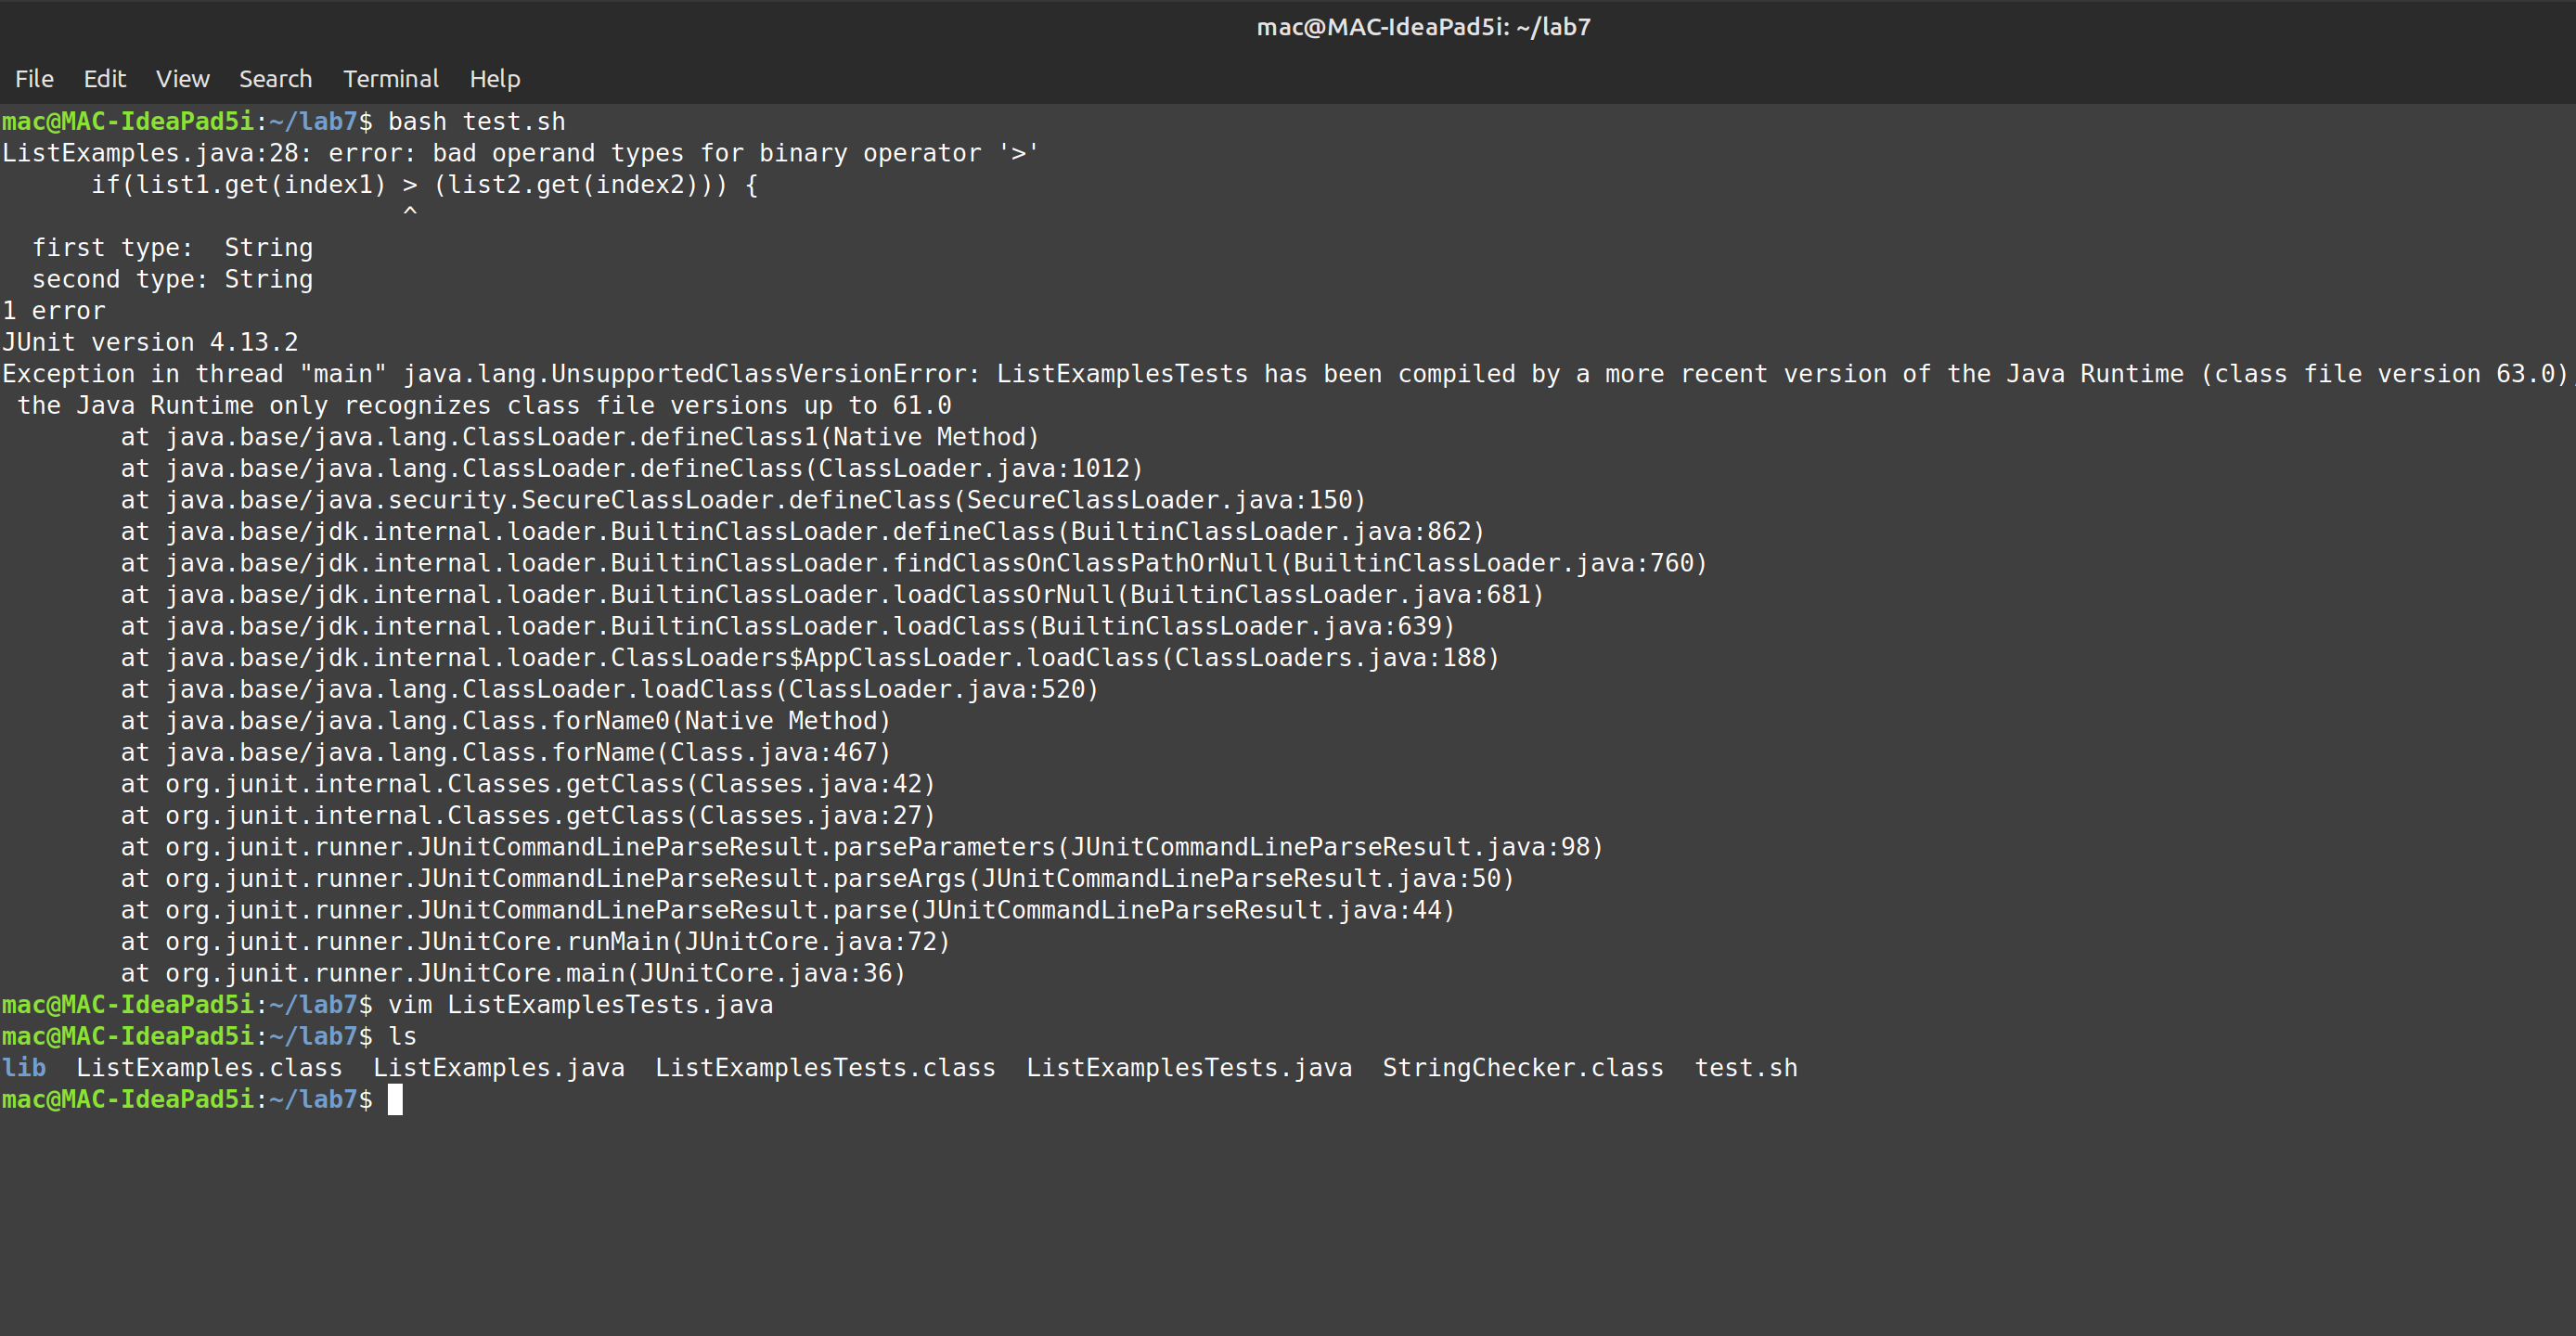 mac@MAC-IdeaPad5i: ~/lab7
File Edit View Search Terminal Help
mac@MAC-IdeaPad5i:~/lab7$ bash test.sh
ListExamples.java:28: error: bad operand types for binary operator '>'
      if(list1.get(index1) > (list2.get(index2))) {
                           ^
  first type:  String
  second type: String
1 error
JUnit version 4.13.2
Exception in thread "main" java.lang.UnsupportedClassVersionError: ListExamplesTests has been compiled by a more recent version of the Java Runtime (class file version 63.0),
 the Java Runtime only recognizes class file versions up to 61.0
        at java.base/java.lang.ClassLoader.defineClass1(Native Method)
        at java.base/java.lang.ClassLoader.defineClass(ClassLoader.java:1012)
        at java.base/java.security.SecureClassLoader.defineClass(SecureClassLoader.java:150)
        at java.base/jdk.internal.loader.BuiltinClassLoader.defineClass(BuiltinClassLoader.java:862)
        at java.base/jdk.internal.loader.BuiltinClassLoader.findClassOnClassPathOrNull(BuiltinClassLoader.java:760)
        at java.base/jdk.internal.loader.BuiltinClassLoader.loadClassOrNull(BuiltinClassLoader.java:681)
        at java.base/jdk.internal.loader.BuiltinClassLoader.loadClass(BuiltinClassLoader.java:639)
        at java.base/jdk.internal.loader.ClassLoaders$AppClassLoader.loadClass(ClassLoaders.java:188)
        at java.base/java.lang.ClassLoader.loadClass(ClassLoader.java:520)
        at java.base/java.lang.Class.forName0(Native Method)
        at java.base/java.lang.Class.forName(Class.java:467)
        at org.junit.internal.Classes.getClass(Classes.java:42)
        at org.junit.internal.Classes.getClass(Classes.java:27)
        at org.junit.runner.JUnitCommandLineParseResult.parseParameters(JUnitCommandLineParseResult.java:98)
        at org.junit.runner.JUnitCommandLineParseResult.parseArgs(JUnitCommandLineParseResult.java:50)
        at org.junit.runner.JUnitCommandLineParseResult.parse(JUnitCommandLineParseResult.java:44)
        at org.junit.runner.JUnitCore.runMain(JUnitCore.java:72)
        at org.junit.runner.JUnitCore.main(JUnitCore.java:36)
mac@MAC-IdeaPad5i:~/lab7$ vim ListExamplesTests.java
mac@MAC-IdeaPad5i:~/lab7$ ls
lib  ListExamples.class  ListExamples.java  ListExamplesTests.class  ListExamplesTests.java  StringChecker.class  test.sh
mac@MAC-IdeaPad5i:~/lab7$